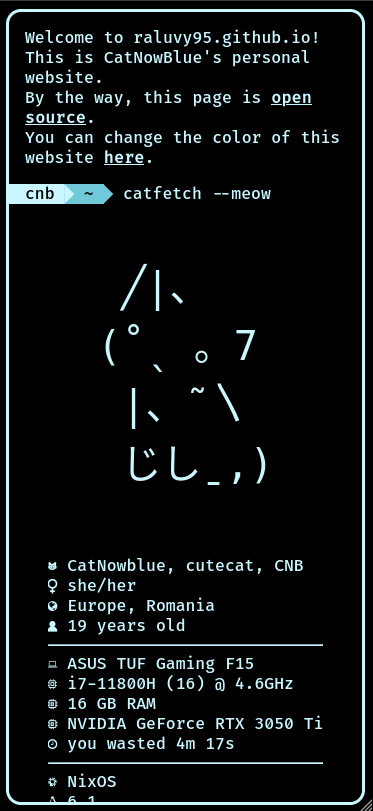 Welcome to raluvy95.github.io!
This is CatNowBlue's personal
website.
By the way, this page is open
source.
You can change the color of this
website here.
cnb ~ catfetch --meow
╱|、
(˚ˎ 。7
|、˜\
じしˍ,)
CatNowblue, cutecat, CNB
she/her
Europe, Romania
19 years old
ASUS TUF Gaming F15
i7-11800H (16) @ 4.6GHz
16 GB RAM
NVIDIA GeForce RTX 3050 Ti
you wasted 4m 17s
NixOS
6.1